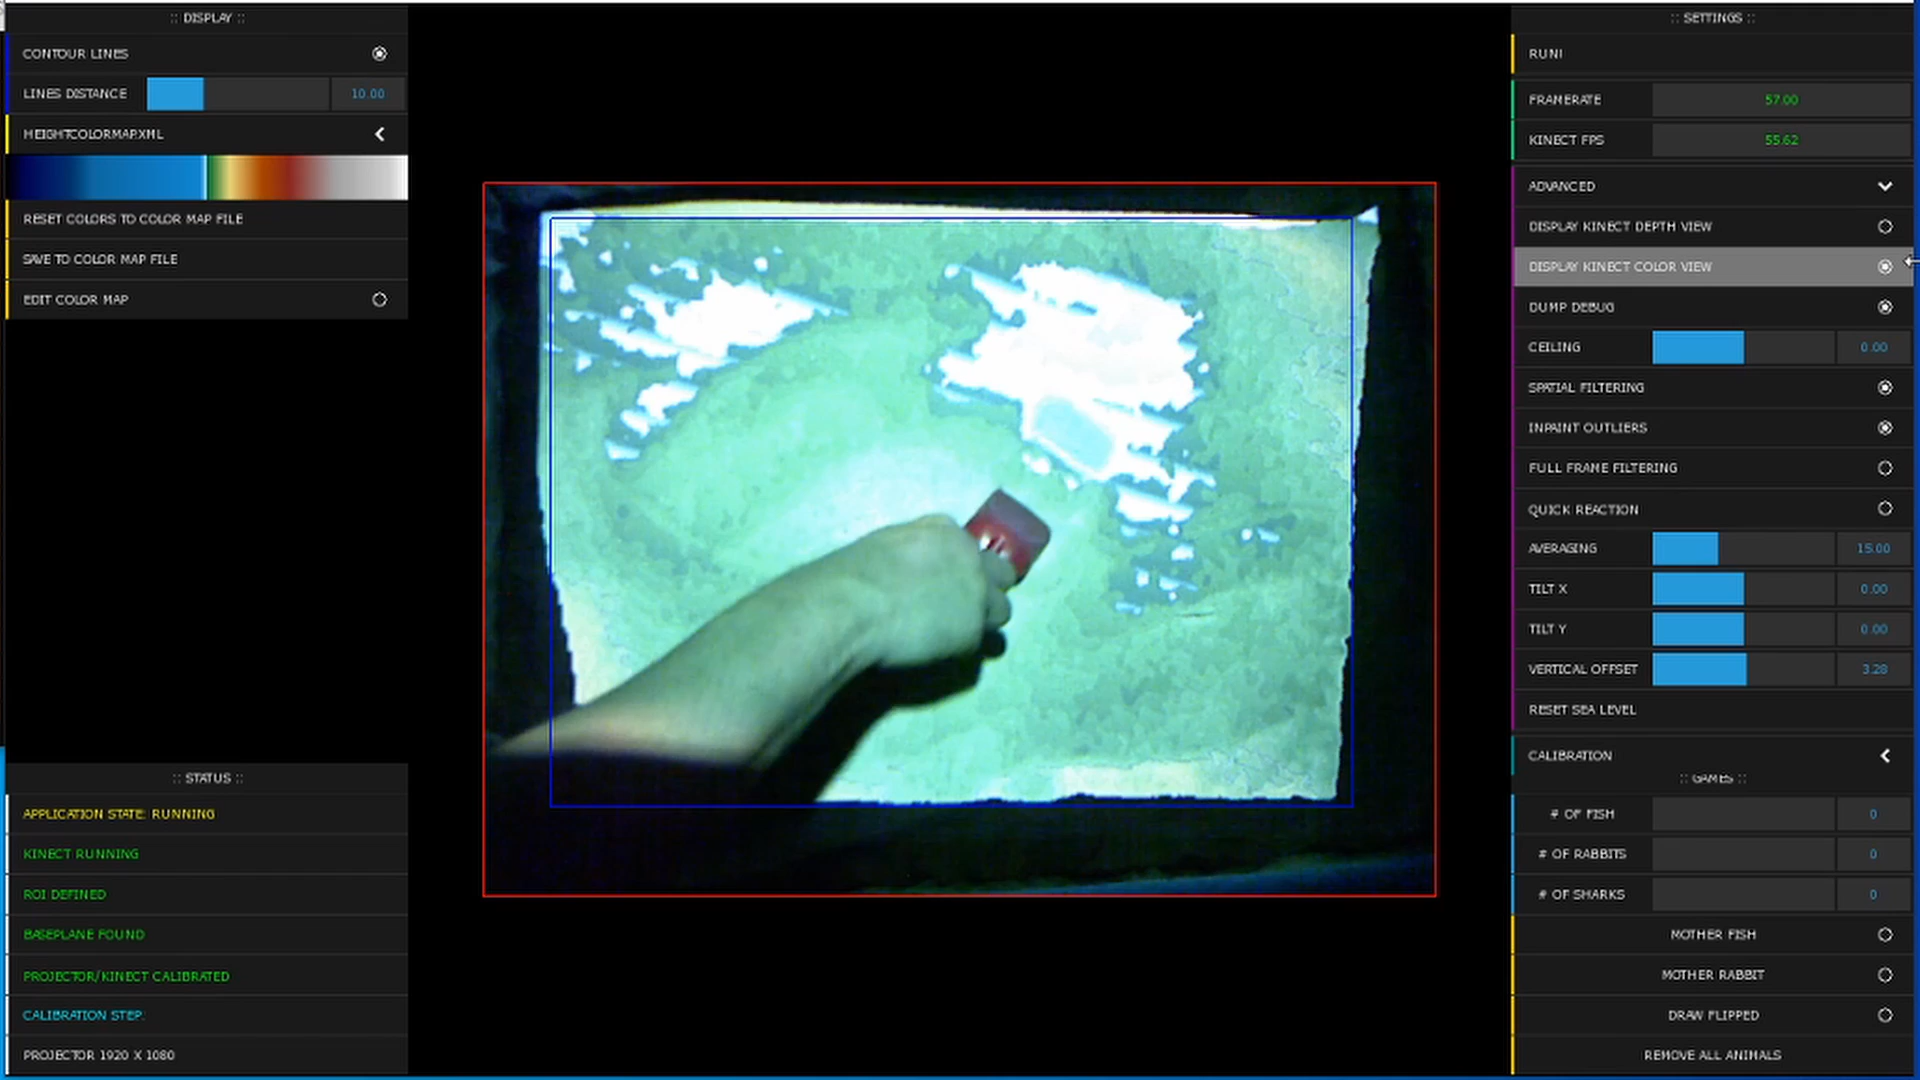 :: DISPLAY ::
CONTOUR LINES
LINES DISTANCE 10.00
HEIGHTCOLORMAP.XML
RESET COLORS TO COLOR MAP FILE
SAVE TO COLOR MAP FILE
EDIT COLOR MAP
:: STATUS ::
APPLICATION STATE: RUNNING
KINECT RUNNING
ROI DEFINED
BASEPLANE FOUND
PROJECTOR/KINECT CALIBRATED
CALIBRATION STEP:
PROJECTOR 1920 X 1080
:: SETTINGS ::
RUN!
FRAMERATE 57.00
KINECT FPS 55.62
ADVANCED
DISPLAY KINECT DEPTH VIEW
DISPLAY KINECT COLOR VIEW
DUMP DEBUG
CEILING 0.00
SPATIAL FILTERING
INPAINT OUTLIERS
FULL FRAME FILTERING
QUICK REACTION
AVERAGING 15.00
TILT X 0.00
TILT Y 0.00
VERTICAL OFFSET 3.28
RESET SEA LEVEL
CALIBRATION
:: GAMES ::
# OF FISH 0
# OF RABBITS 0
# OF SHARKS 0
MOTHER FISH
MOTHER RABBIT
DRAW FLIPPED
REMOVE ALL ANIMALS